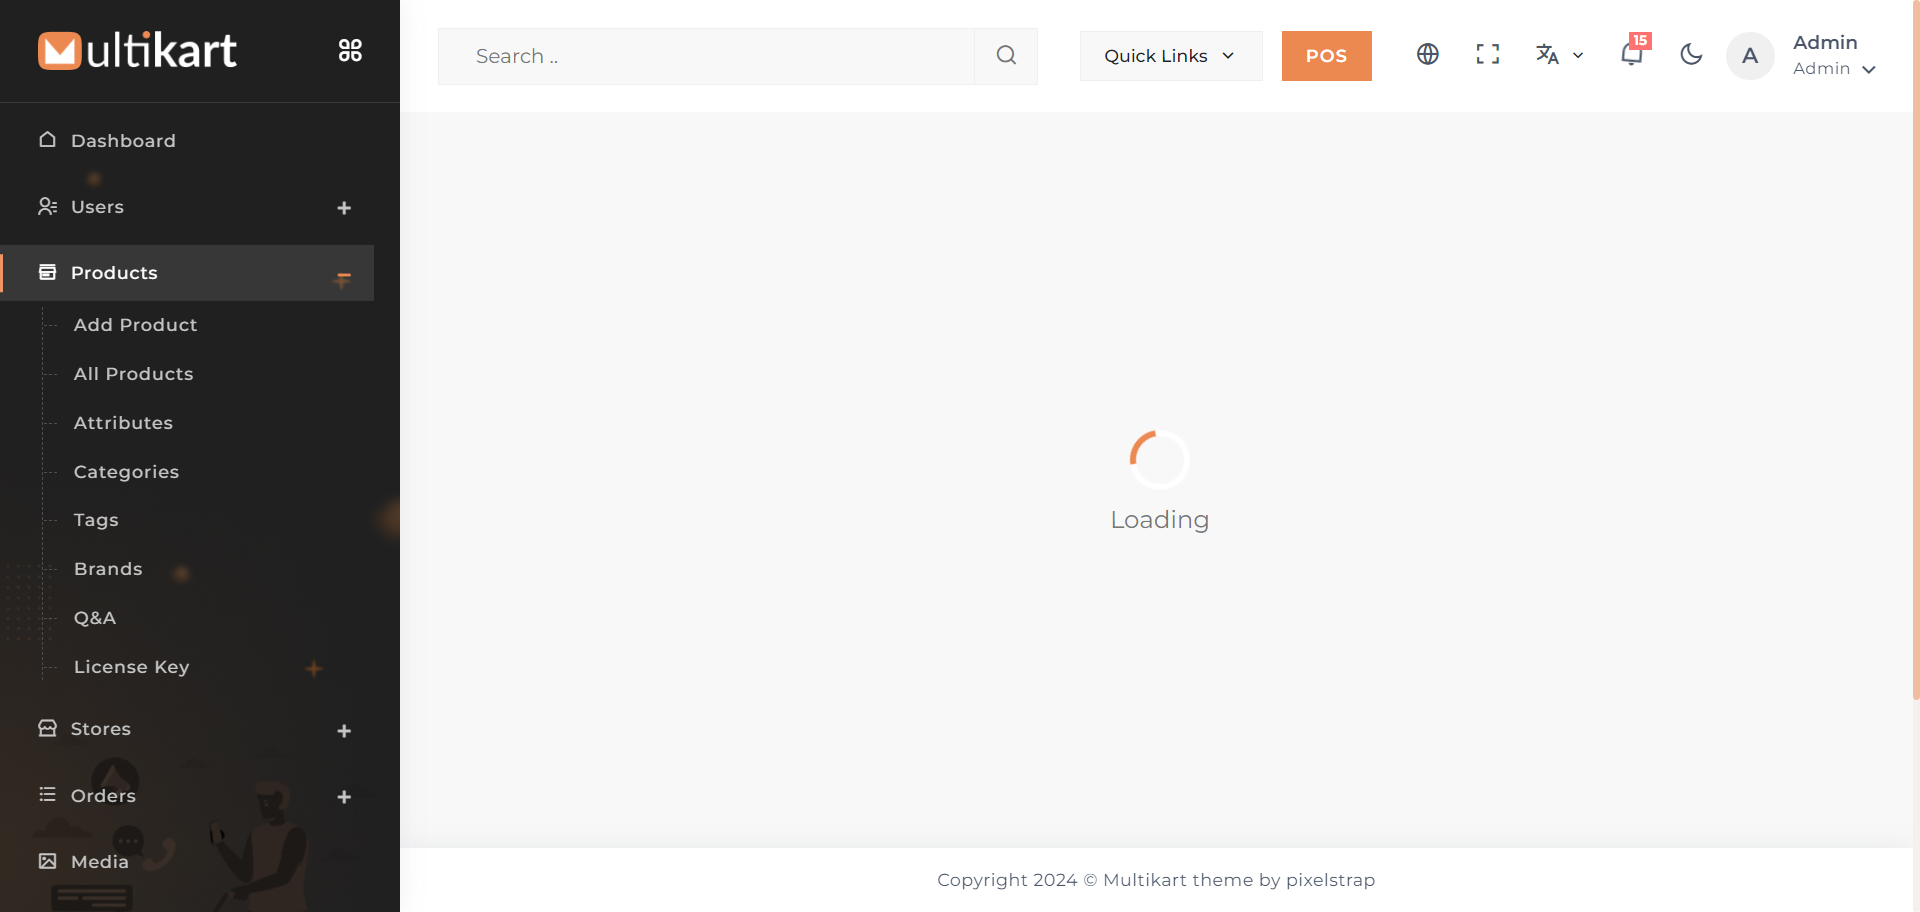 Multikart
Search ..
Quick Links
POS
15
A
Admin
Admin
Dashboard
Users
Products
Add Product
All Products
Attributes
Categories
Tags
Brands
Q&A
License Key
Stores
Orders
Media
Loading
Copyright 2024 © Multikart theme by pixelstrap